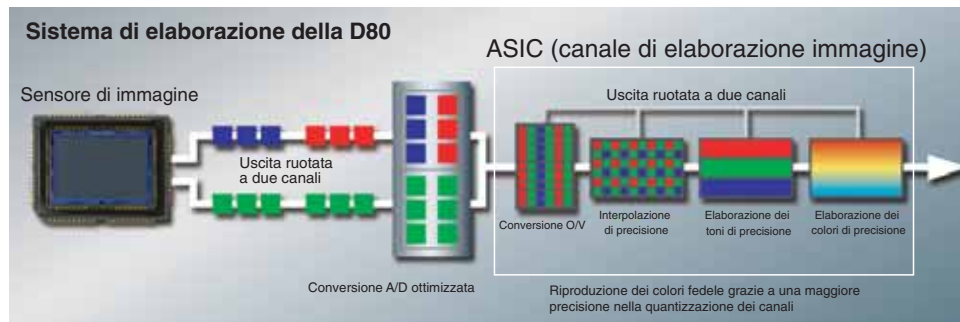 Sistema di elaborazione della D80
ASIC (canale di elaborazione immagine)
Sensore di immagine
Uscita ruotata
a due canali
Uscita ruotata a due canali
Conversione O/V
Interpolazione
di precisione
Elaborazione dei
toni di precisione
Elaborazione dei
colori di precisione
Conversione A/D ottimizzata
Riproduzione dei colori fedele grazie a una maggiore
precisione nella quantizzazione dei canali